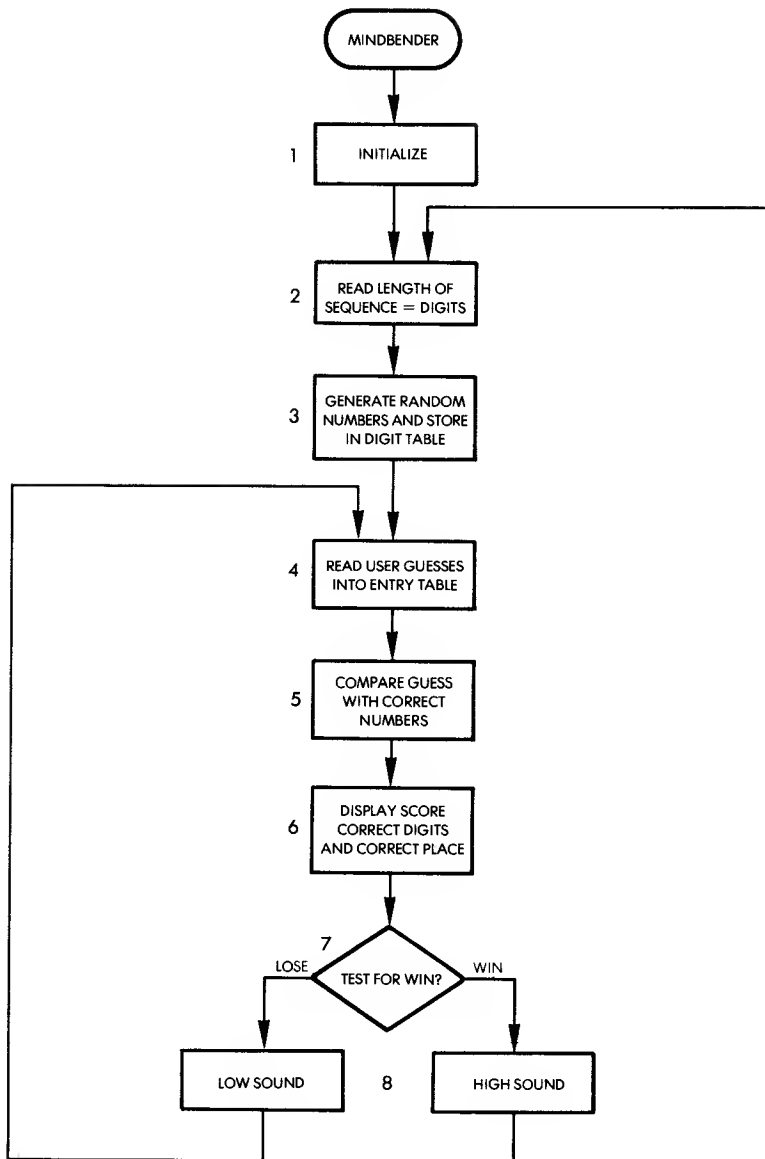 MINDBENDER
1
INITIALIZE
2
READ LENGTH OF
SEQUENCE = DIGITS
3
GENERATE RANDOM
NUMBERS AND STORE
IN DIGIT TABLE
4
READ USER GUESSES
INTO ENTRY TABLE
5
COMPARE GUESS
WITH CORRECT
NUMBERS
6
DISPLAY SCORE
CORRECT DIGITS
AND CORRECT PLACE
7
LOSE
TEST FOR WIN?
WIN
LOW SOUND
8
HIGH SOUND